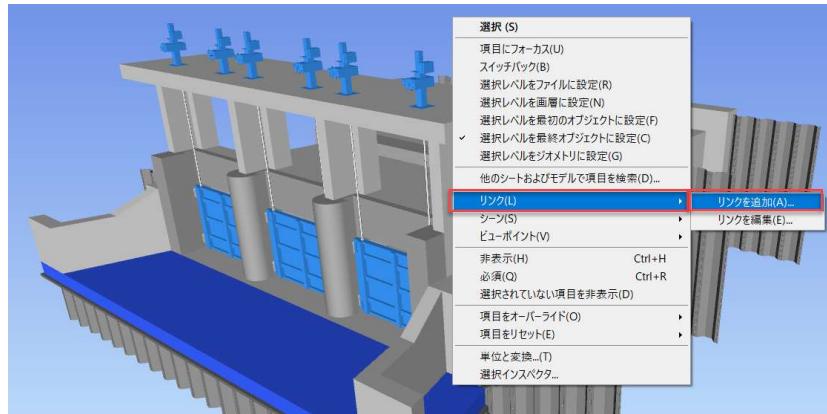 選択 (S)
項目にフォーカス(U)
スイッチバック(B)
選択レベルをファイルに設定(R)
選択レベルを画層に設定(N)
選択レベルを最初のオブジェクトに設定(F)
選択レベルを最終オブジェクトに設定(C)
選択レベルをジオメトリに設定(G)
他のシートおよびモデルで項目を検索(D)...
リンク(L)
リンクを追加(A)...
シーン(S)
リンクを編集(E)...
ビューポイント(V)
非表示(H) Ctrl+H
必須(Q) Ctrl+R
選択されていない項目を非表示(D)
項目をオーバーライド(O)
項目をリセット(E)
単位と変換...(T)
選択インスペクタ...